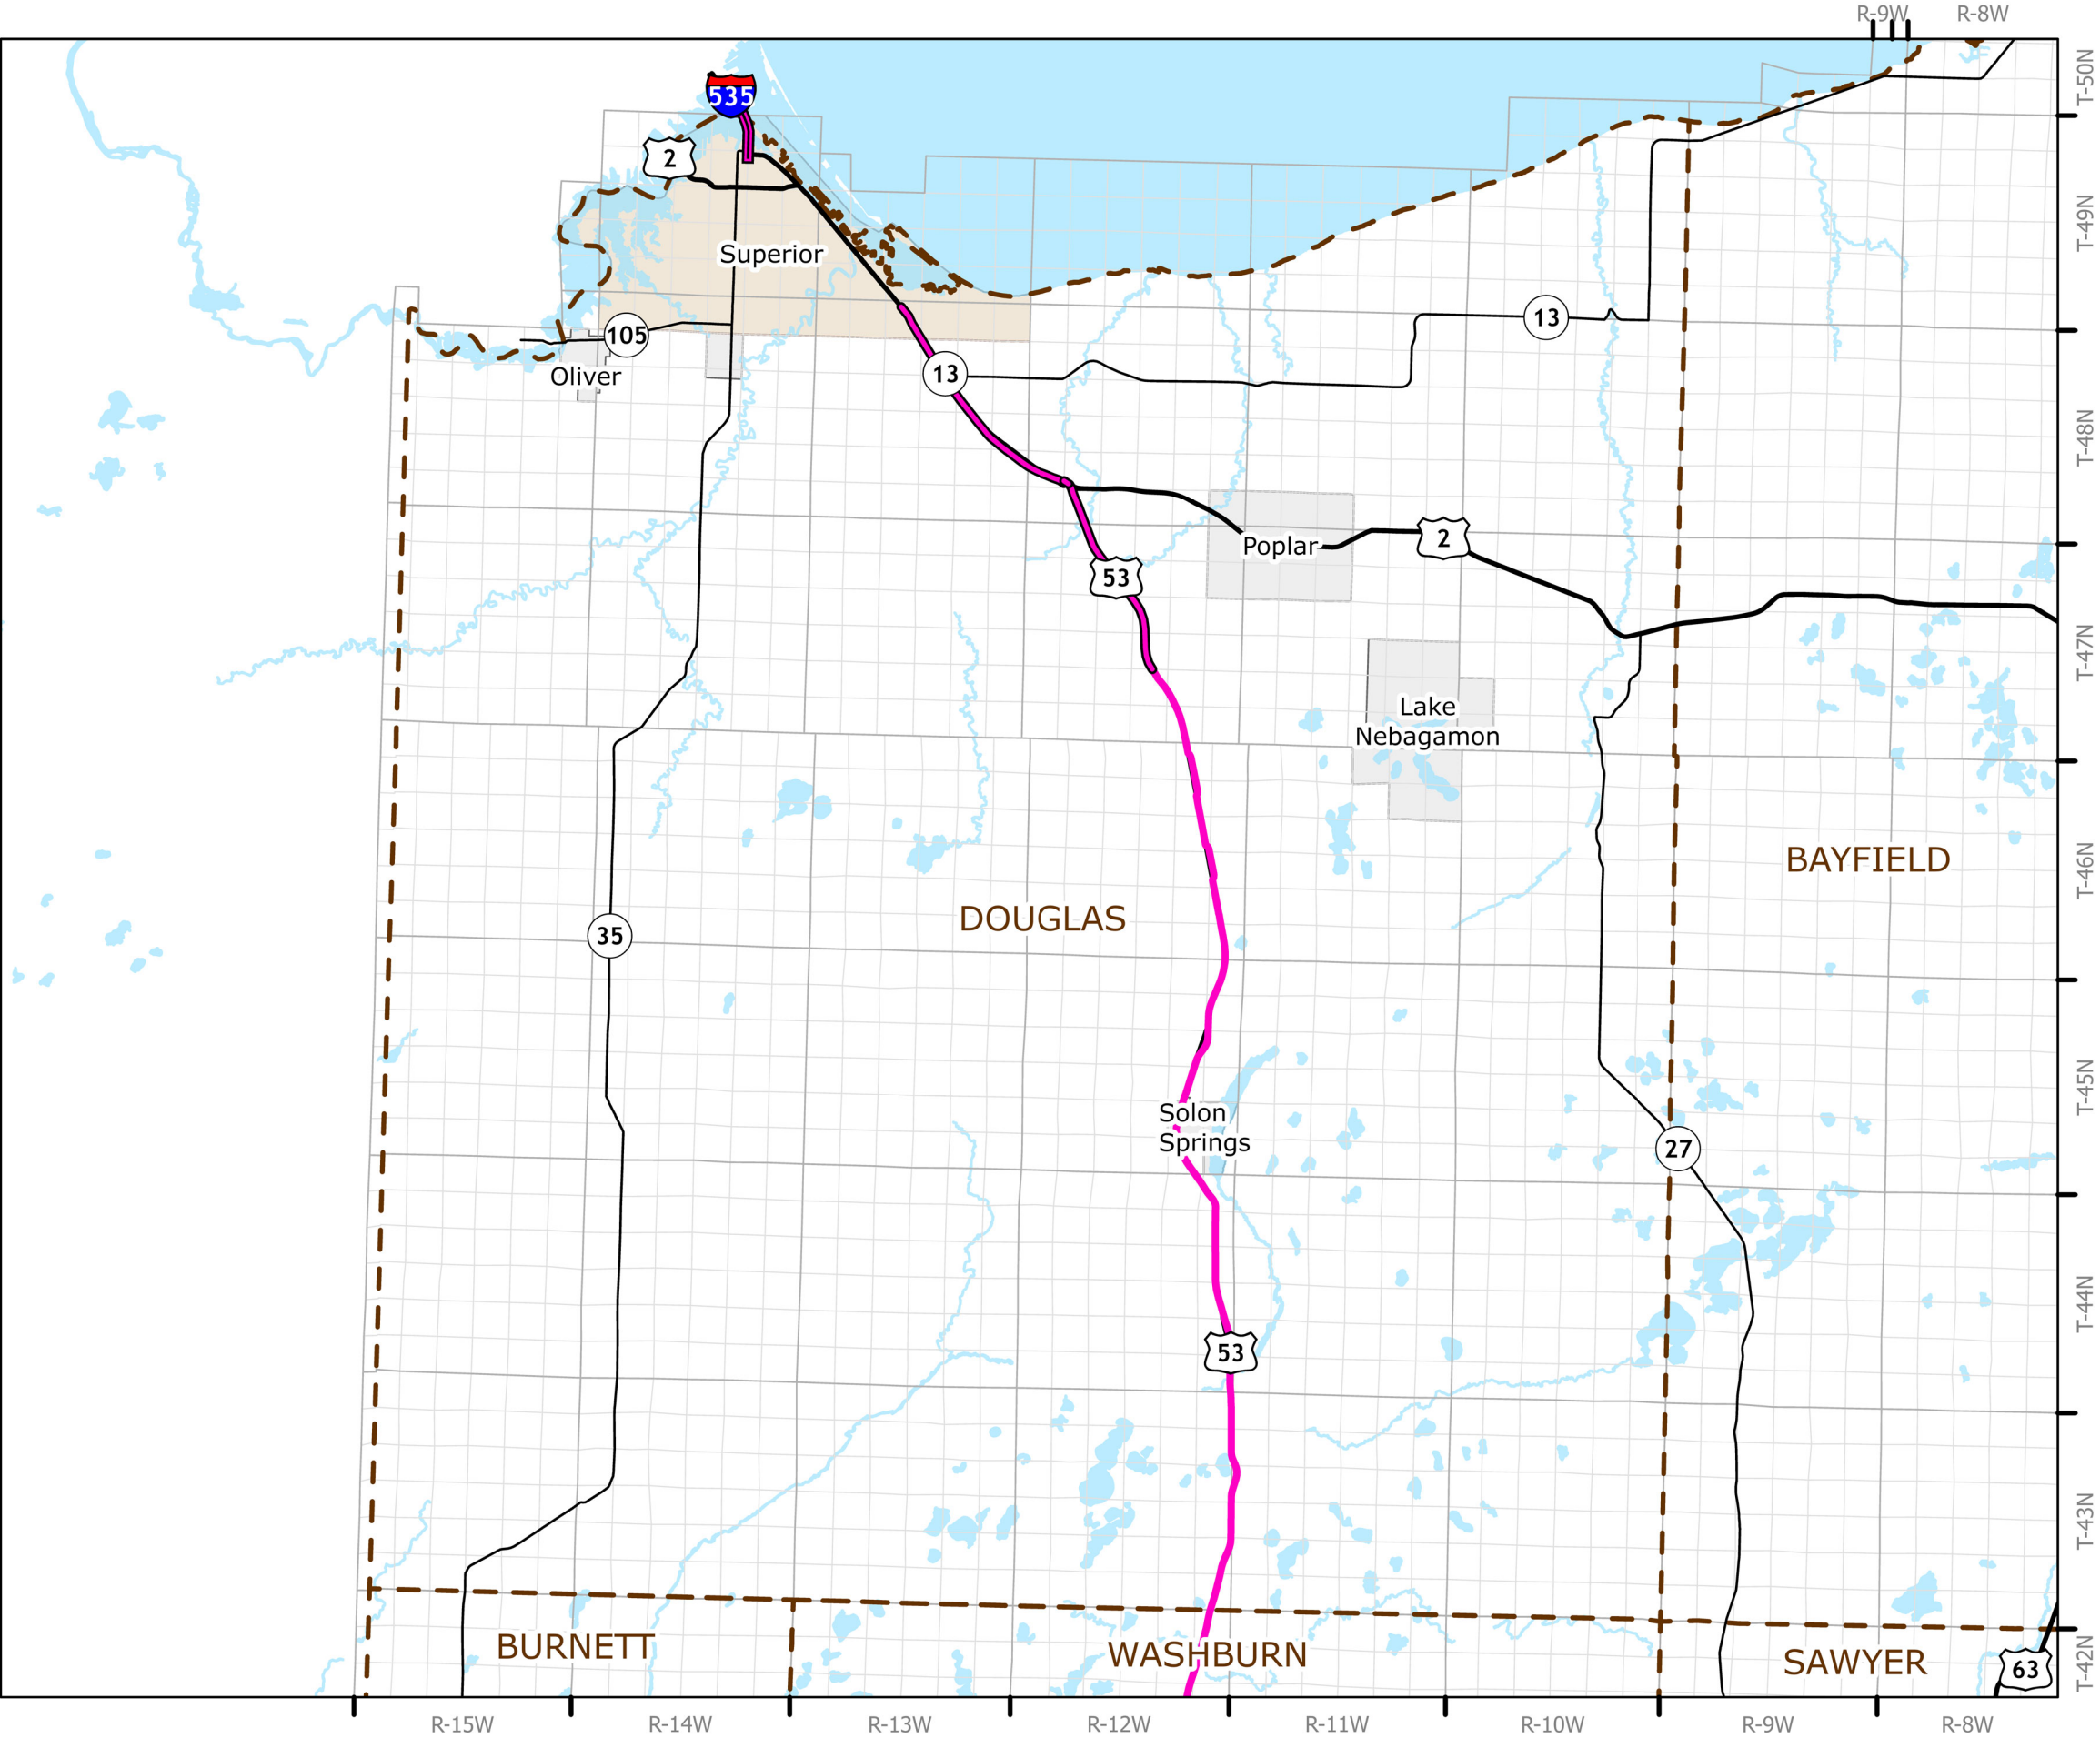 R-9W
R-8W
T-50N
535
2
T-49N
Superior
13
105
Oliver
13
T-48N
2
Poplar
53
T-47N
Lake
Nebagamon
BAYFIELD
T-46N
DOUGLAS
35
T-45N
Solon
Springs
27
T-44N
53
T-43N
BURNETT
WASHBURN
SAWYER
63
T-42N
R-15W
R-14W
R-13W
R-12W
R-11W
R-10W
R-9W
R-8W